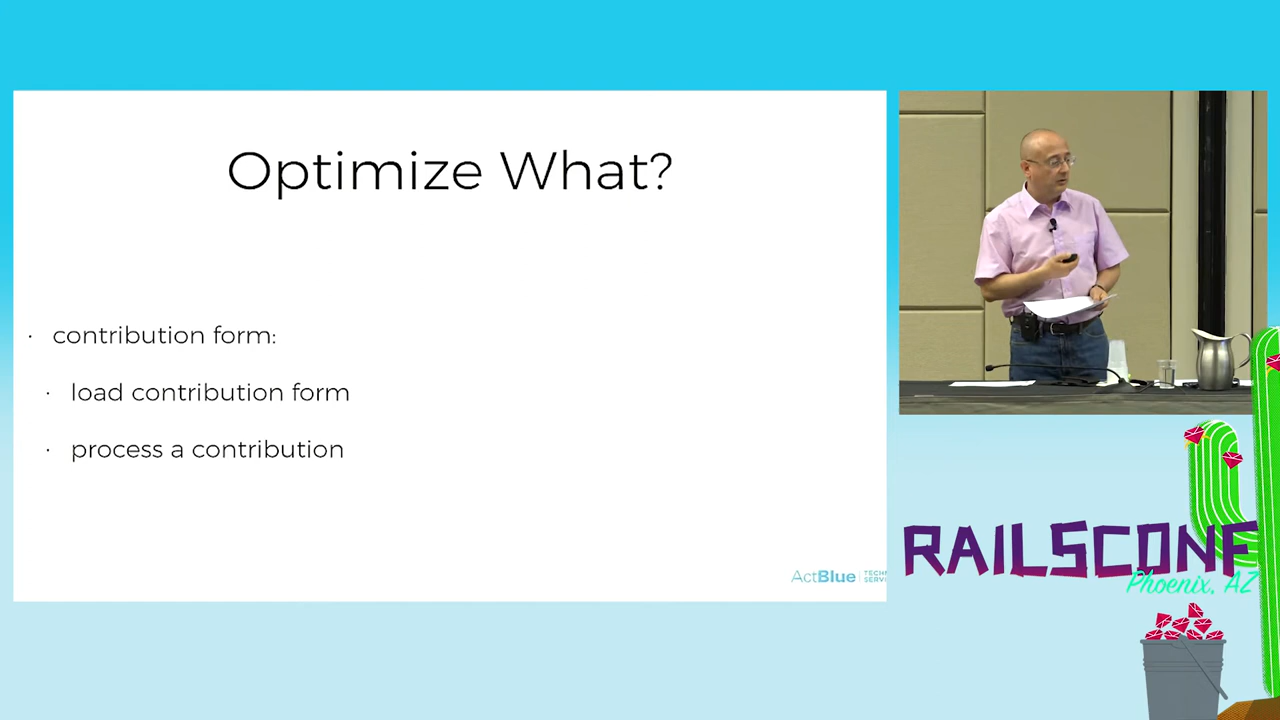 Optimize What?
· contribution form:
· load contribution form
· process a contribution
ActBlue
RAILSCONF
Phoenix, AZ